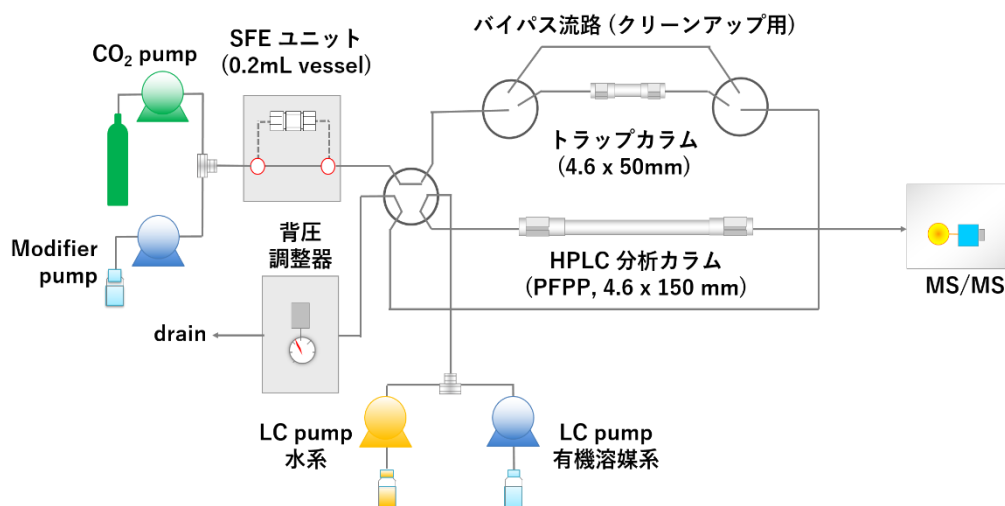 バイパス流路 (クリーンアップ用)
SFE ユニット
(0.2mL vessel)
CO₂ pump
トラップカラム
(4.6 x 50mm)
Modifier
pump
背圧
調整器
HPLC 分析カラム
(PFPP, 4.6 x 150 mm)
MS/MS
drain
LC pump
水系
LC pump
有機溶媒系